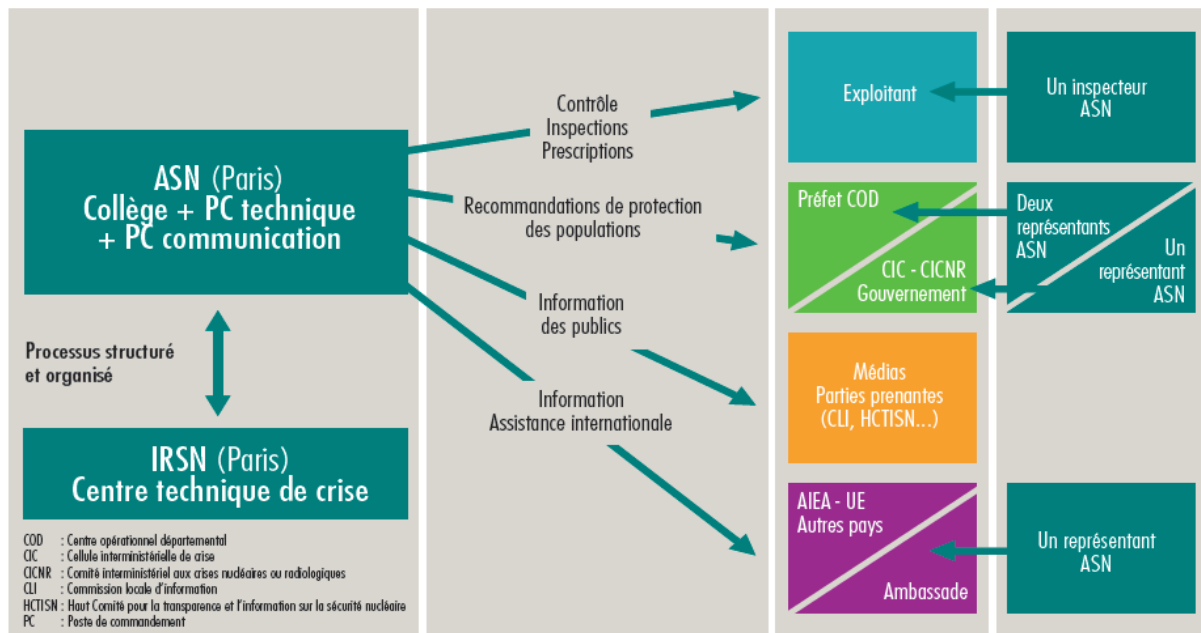 ASN (Paris)
Collège + PC technique
+ PC communication
Processus structuré
et organisé
IRSN (Paris)
Centre technique de crise
COD : Centre opérationnel départemental
CIC : Cellule interministérielle de crise
CICNR : Comité interministériel aux crises nucléaires ou radiologiques
CLI : Commission locale d'information
HCTISN : Haut Comité pour la transparence et l'information sur la sécurité nucléaire
PC : Poste de commandement
Contrôle
Inspections
Prescriptions
Recommandations de protection
des populations
Information
des publics
Information
Assistance internationale
Exploitant
Un inspecteur
ASN
Préfet COD
CIC - CICNR
Gouvernement
Deux
représentants
ASN
Un
représentant
ASN
Médias
Parties prenantes
(CLI, HCTISN...)
AIEA - UE
Autres pays
Ambassade
Un représentant
ASN